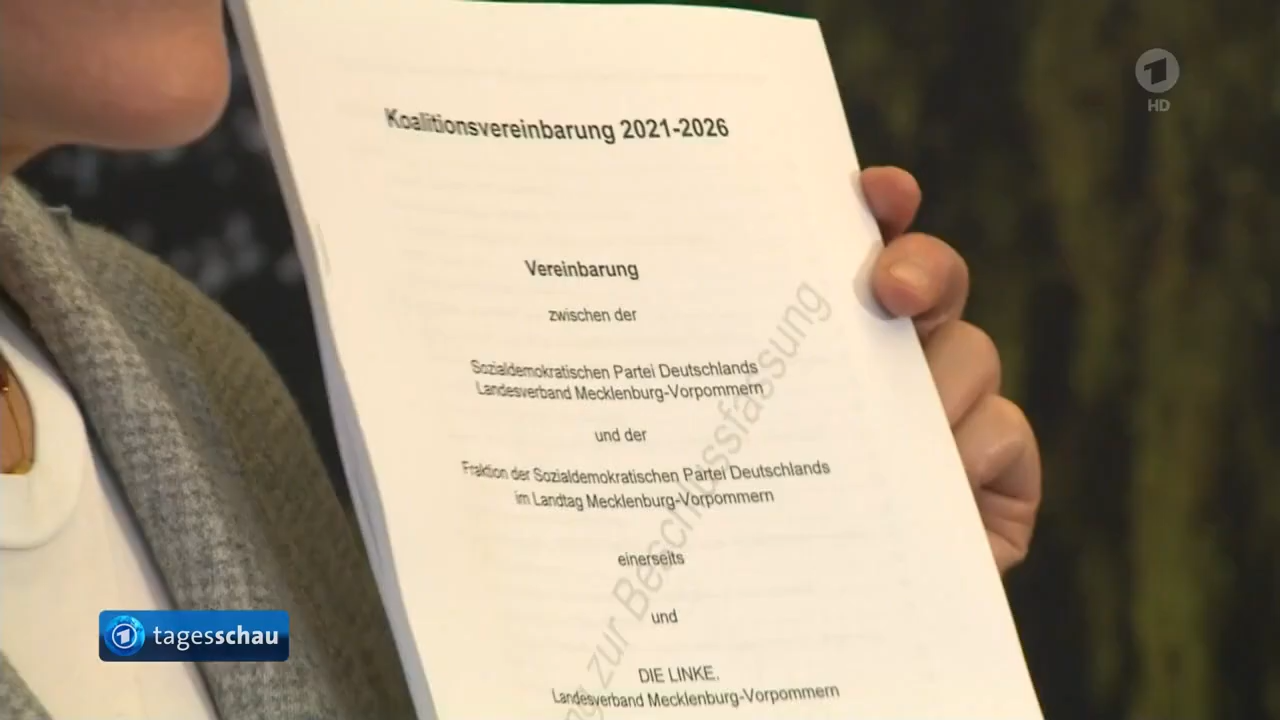 HD
Koalitionsvereinbarung 2021-2026
Vereinbarung
zwischen der
Sozialdemokratischen Partei Deutschlands
Landesverband Mecklenburg-Vorpommern
und der
Fraktion der Sozialdemokratischen Partei Deutschlands
im Landtag Mecklenburg-Vorpommern
einerseits
und
DIE LINKE.
Landesverband Mecklenburg-Vorpommern
zur Beschlussfassung
1 tagesschau